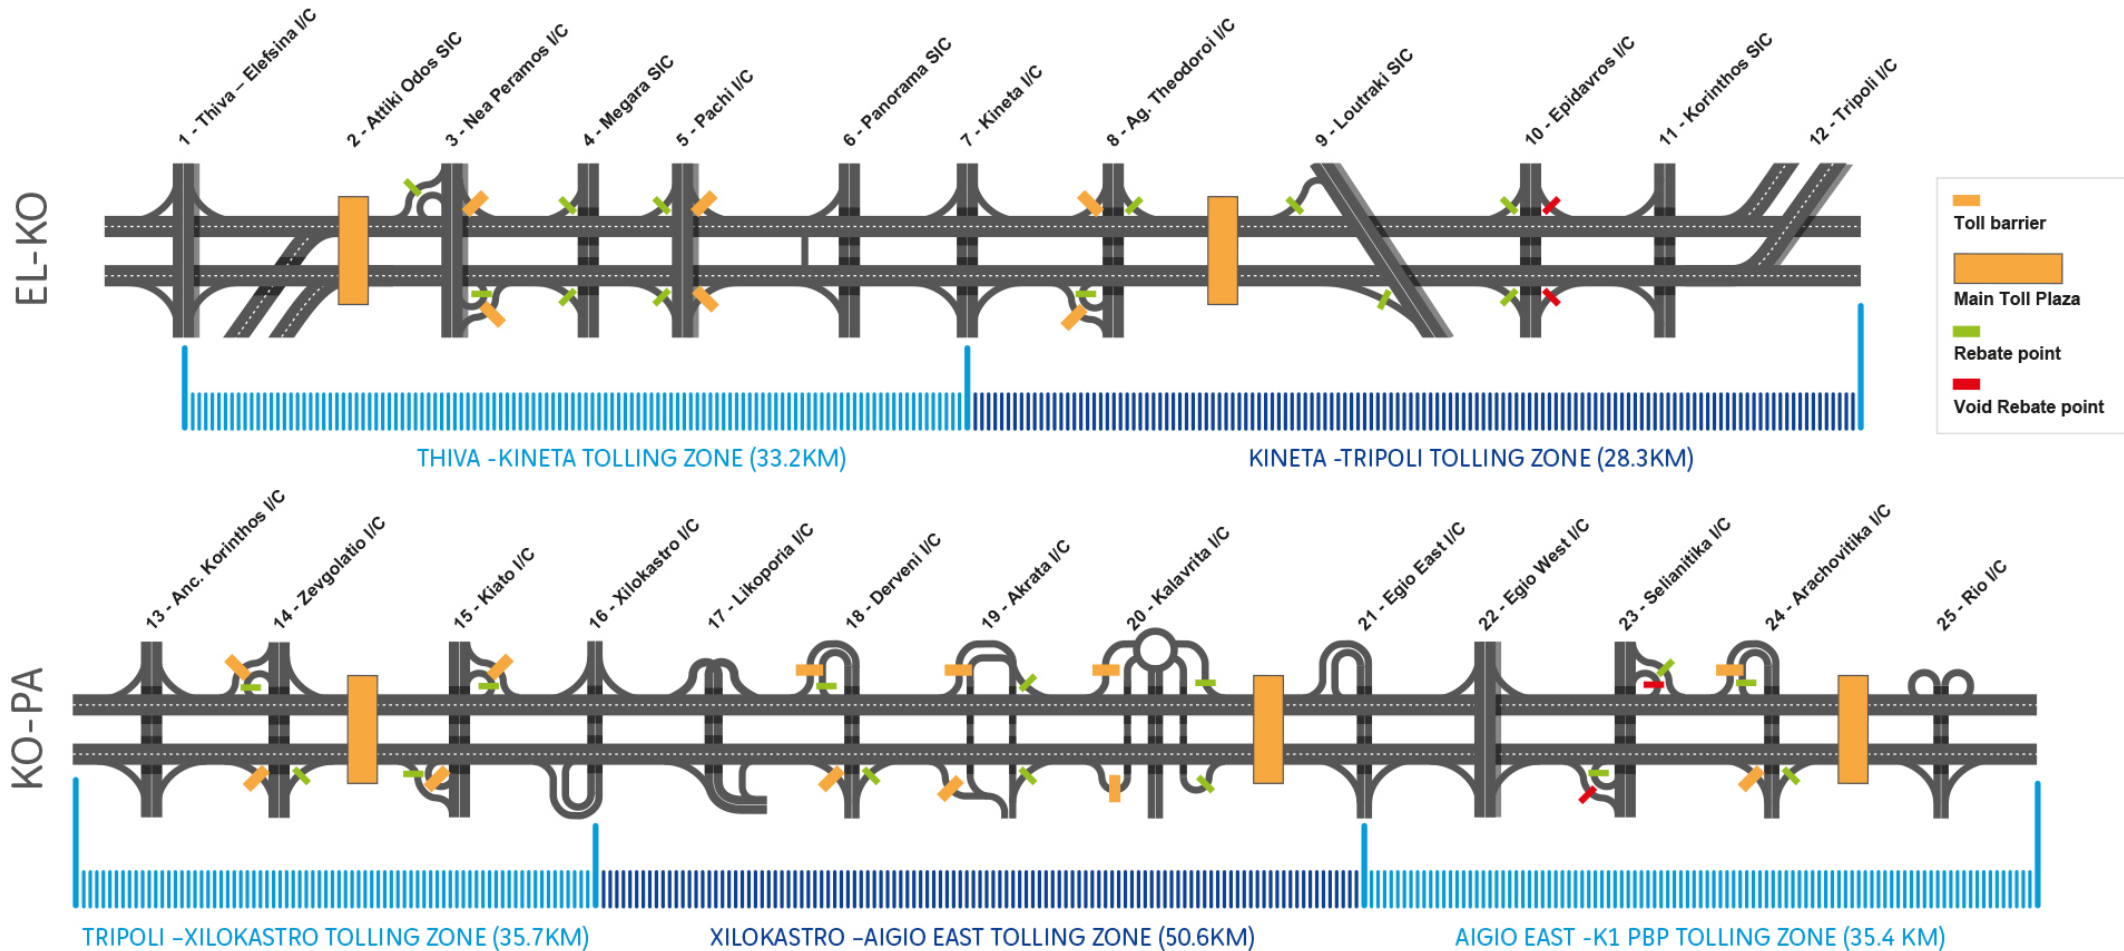 EL-KO
1 - Thiva – Elefsina I/C
2 - Attiki Odos SIC
3 - Nea Peramos I/C
4 - Megara SIC
5 - Pachi I/C
6 - Panorama SIC
7 - Kineta I/C
8 - Ag. Theodoroi I/C
9 - Loutraki SIC
10 - Epidavros I/C
11 - Korinthos SIC
12 - Tripoli I/C
Toll barrier
Main Toll Plaza
Rebate point
Void Rebate point
THIVA -KINETA TOLLING ZONE (33.2KM)
KINETA -TRIPOLI TOLLING ZONE (28.3KM)
KO-PA
13 - Anc. Korinthos I/C
14 - Zevgolatio I/C
15 - Kiato I/C
16 - Xilokastro I/C
17 - Likoporia I/C
18 - Derveni I/C
19 - Akrata I/C
20 - Kalavrita I/C
21 - Egio East I/C
22 - Egio West I/C
23 - Selianitika I/C
24 - Arachovitika I/C
25 - Rio I/C
TRIPOLI –XILOKASTRO TOLLING ZONE (35.7KM)
XILOKASTRO –AIGIO EAST TOLLING ZONE (50.6KM)
AIGIO EAST -K1 PBP TOLLING ZONE (35.4 KM)